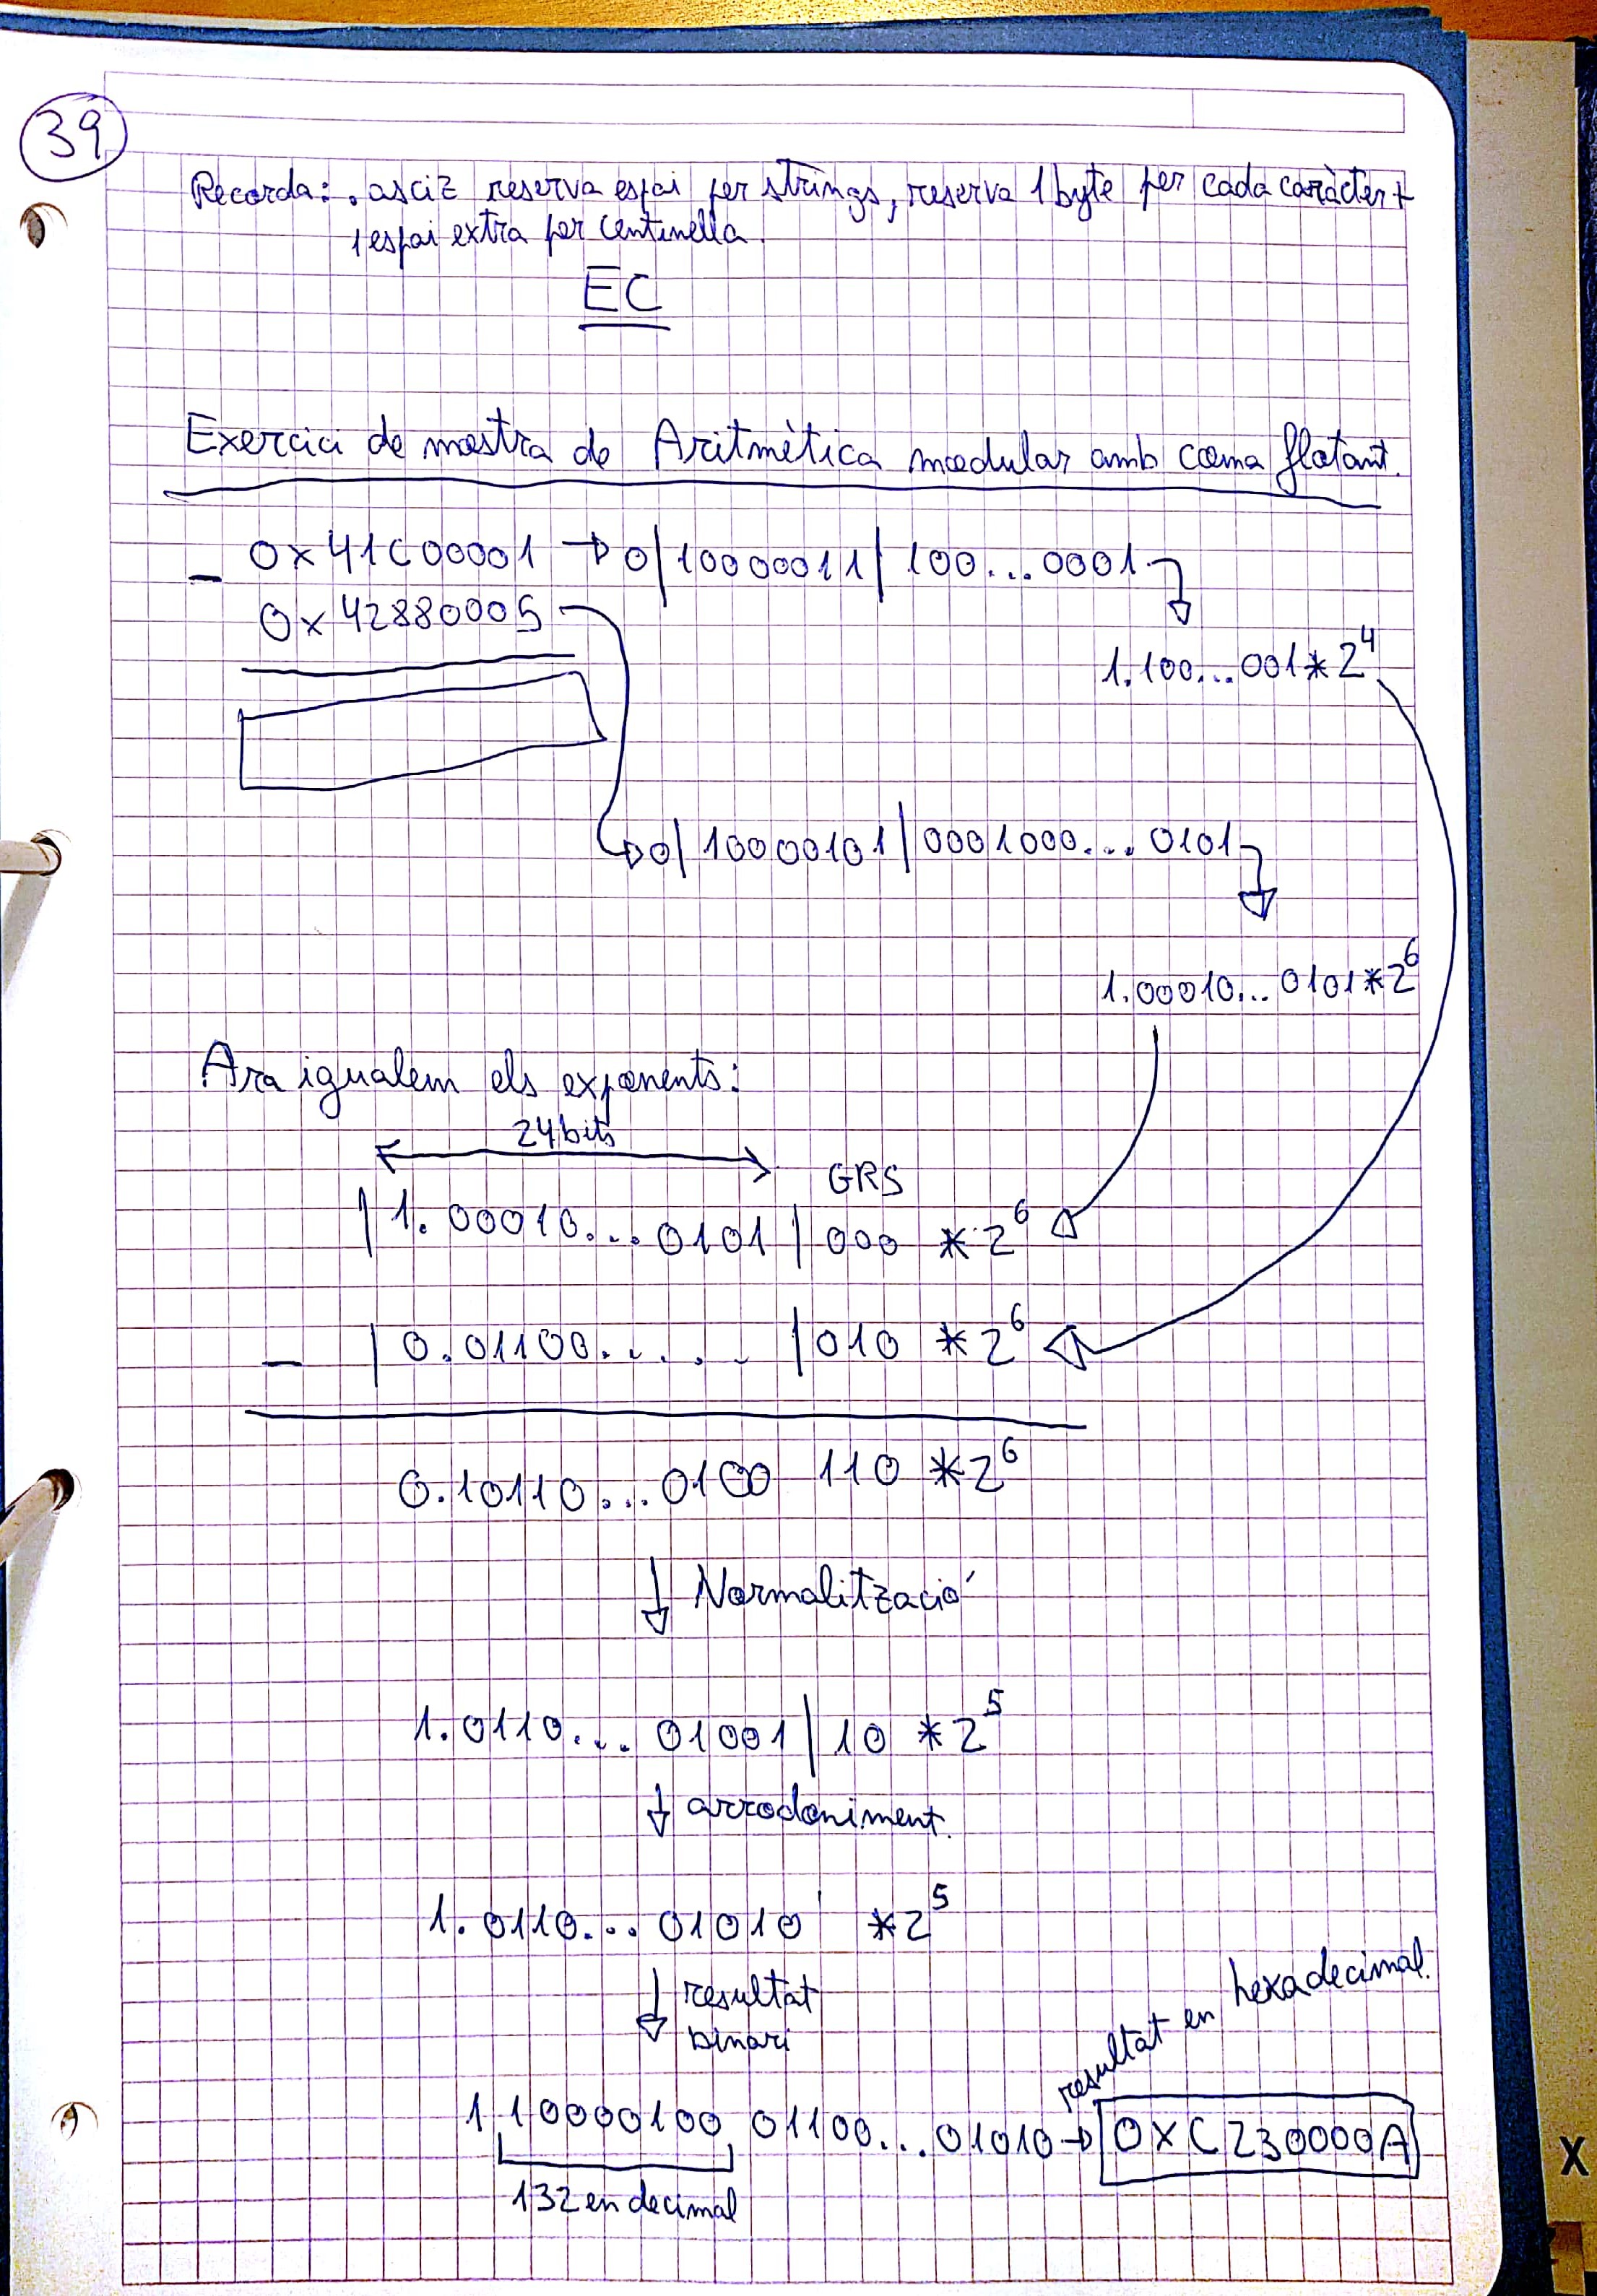 39
Recorda: .asciz reserva espai per strings, reserva 1 byte per cada caràcter +
1 espai extra per centinella.
EC
Exercici de mostra de Aritmètica modular amb coma flotant.
- 0x41C00001 → 0|10000011|100...0001
0x42880005
1.100...001*2^4
0|10000101|0001000...0101
1.00010...0101*2^6
Ara igualem els exponents:
24 bits
GRS
|1.00010...0101|000 *2^6
- |0.01100......|010 *2^6
0.10110...0100 110 *2^6
↓ Normalització
1.0110...01001|10 *2^5
↓ arrodoniment.
1.0110...01010 *2^5
↓ resultat
binari
resultat en hexadecimal.
1,10000100,01100...01010 → 0XC230000A
132 en decimal
X